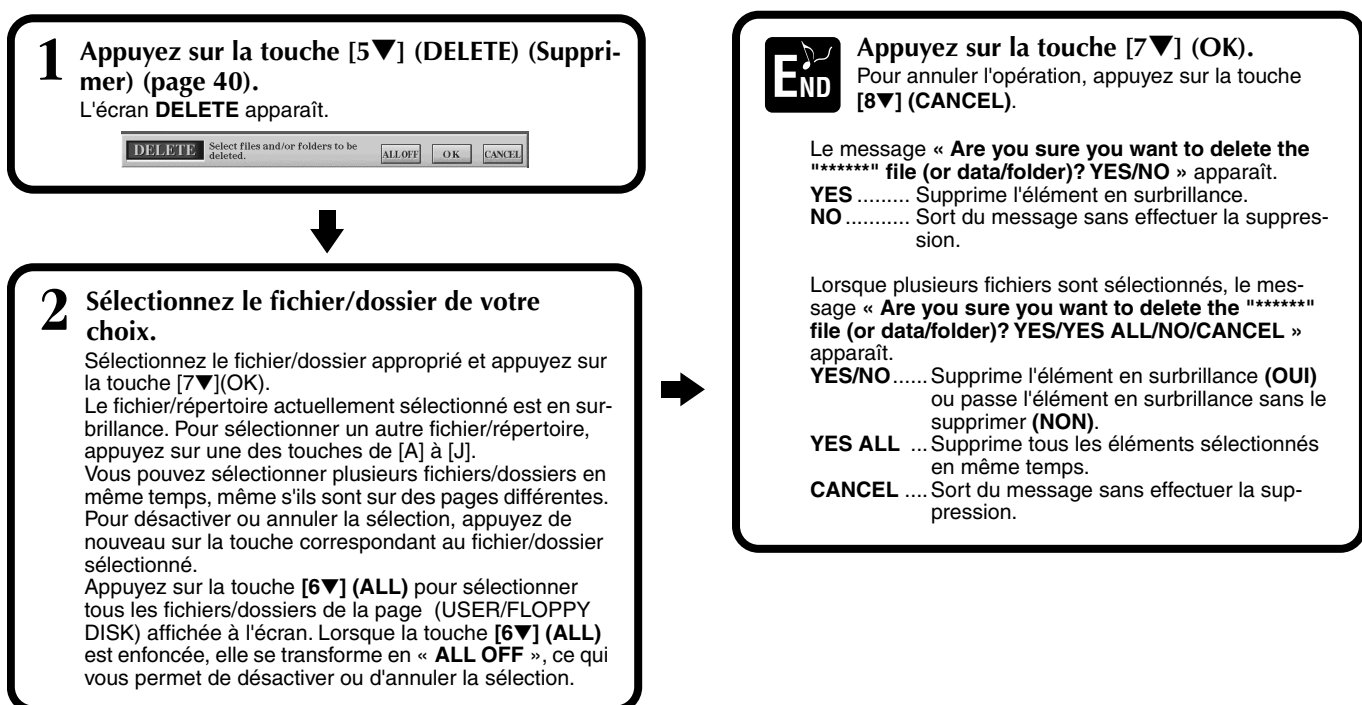 1 Appuyez sur la touche [5▼] (DELETE) (Suppri-
mer) (page 40).
L'écran DELETE apparaît.
DELETE Select files and/or folders to be
deleted. ALL OFF OK CANCEL
2 Sélectionnez le fichier/dossier de votre
choix.
Sélectionnez le fichier/dossier approprié et appuyez sur
la touche [7▼](OK).
Le fichier/répertoire actuellement sélectionné est en sur-
brillance. Pour sélectionner un autre fichier/répertoire,
appuyez sur une des touches de [A] à [J].
Vous pouvez sélectionner plusieurs fichiers/dossiers en
même temps, même s'ils sont sur des pages différentes.
Pour désactiver ou annuler la sélection, appuyez de
nouveau sur la touche correspondant au fichier/dossier
sélectionné.
Appuyez sur la touche [6▼] (ALL) pour sélectionner
tous les fichiers/dossiers de la page (USER/FLOPPY
DISK) affichée à l'écran. Lorsque la touche [6▼] (ALL)
est enfoncée, elle se transforme en « ALL OFF », ce qui
vous permet de désactiver ou d'annuler la sélection.
END Appuyez sur la touche [7▼] (OK).
Pour annuler l'opération, appuyez sur la touche
[8▼] (CANCEL).
Le message « Are you sure you want to delete the
"******" file (or data/folder)? YES/NO » apparaît.
YES ......... Supprime l'élément en surbrillance.
NO ........... Sort du message sans effectuer la suppres-
sion.
Lorsque plusieurs fichiers sont sélectionnés, le mes-
sage « Are you sure you want to delete the "******"
file (or data/folder)? YES/YES ALL/NO/CANCEL »
apparaît.
YES/NO ...... Supprime l'élément en surbrillance (OUI)
ou passe l'élément en surbrillance sans le
supprimer (NON).
YES ALL ... Supprime tous les éléments sélectionnés
en même temps.
CANCEL .... Sort du message sans effectuer la sup-
pression.